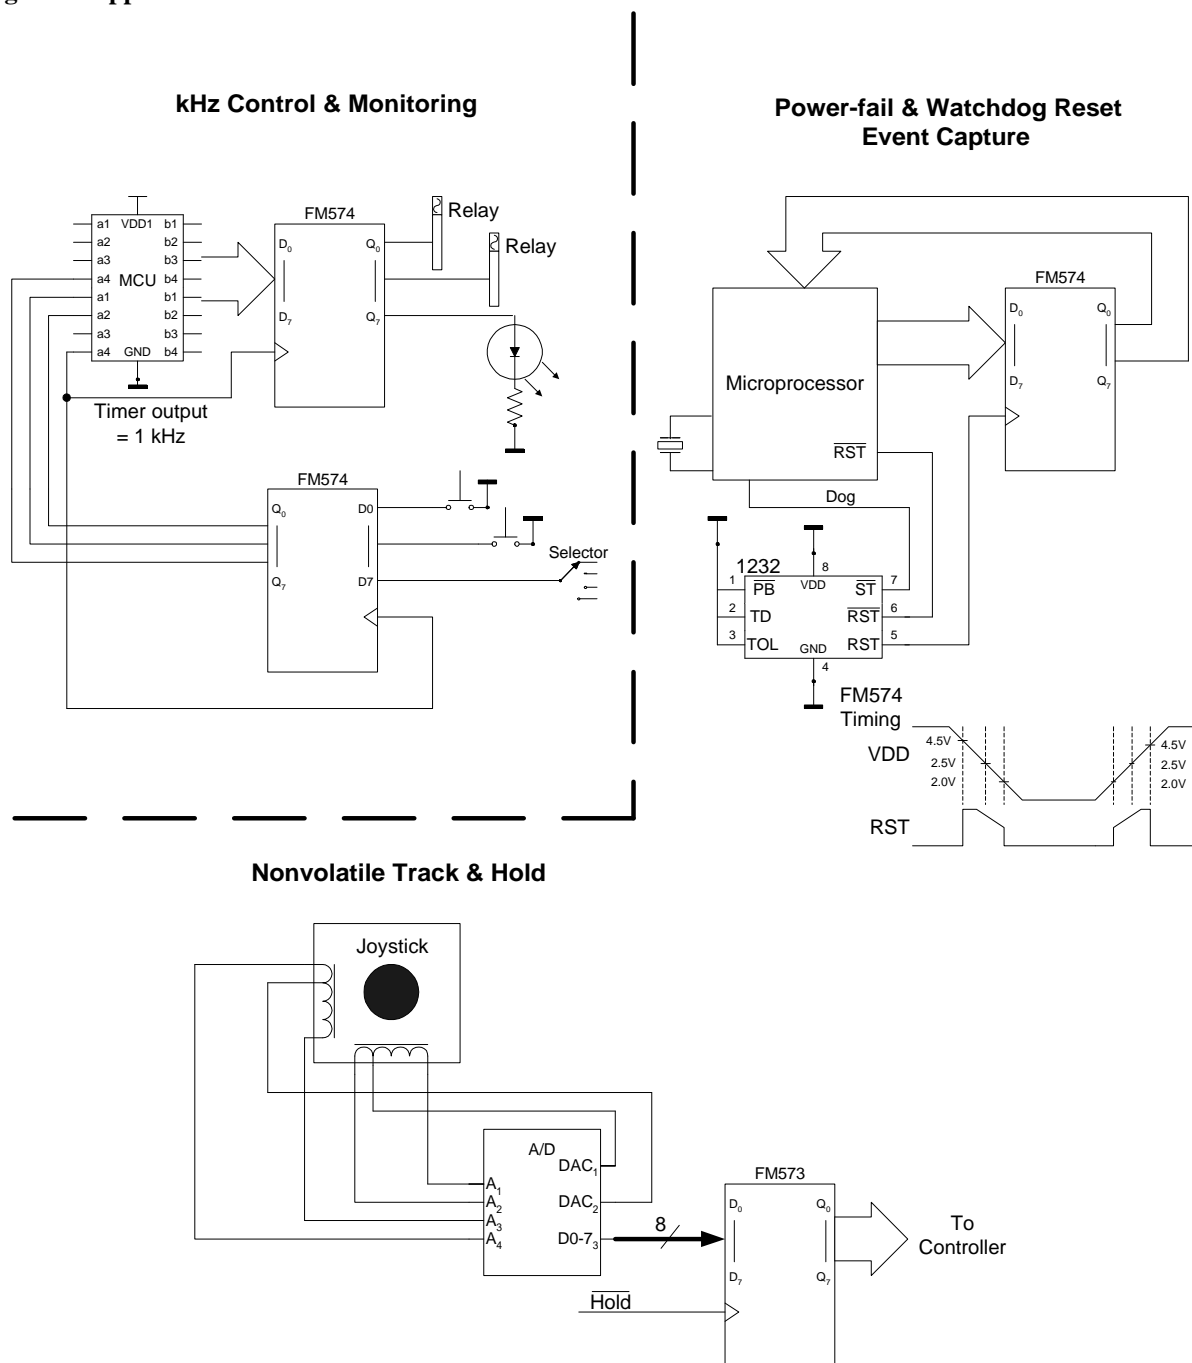 kHz Control & Monitoring
FM574
Relay
Relay
a1 VDD1 b1
a2 b2
a3 b3
a4 MCU b4
a1 b1
a2 b2
a3 b3
a4 GND b4
D0 Q0
D7 Q7
Timer output
= 1 kHz
FM574
Q0 D0
Q7 D7
Selector
Power-fail & Watchdog Reset
Event Capture
FM574
D0 Q0
D7 Q7
Microprocessor
RST
Dog
1232
1 PB VDD 8 ST 7
2 TD RST 6
3 TOL GND RST 5
4
FM574
Timing
VDD
4.5V 4.5V
2.5V 2.5V
2.0V 2.0V
RST
Nonvolatile Track & Hold
Joystick
A/D
DAC1
A1
A2 DAC2
A3
A4 D0-73
8
FM573
D0 Q0
D7 Q7
To
Controller
Hold